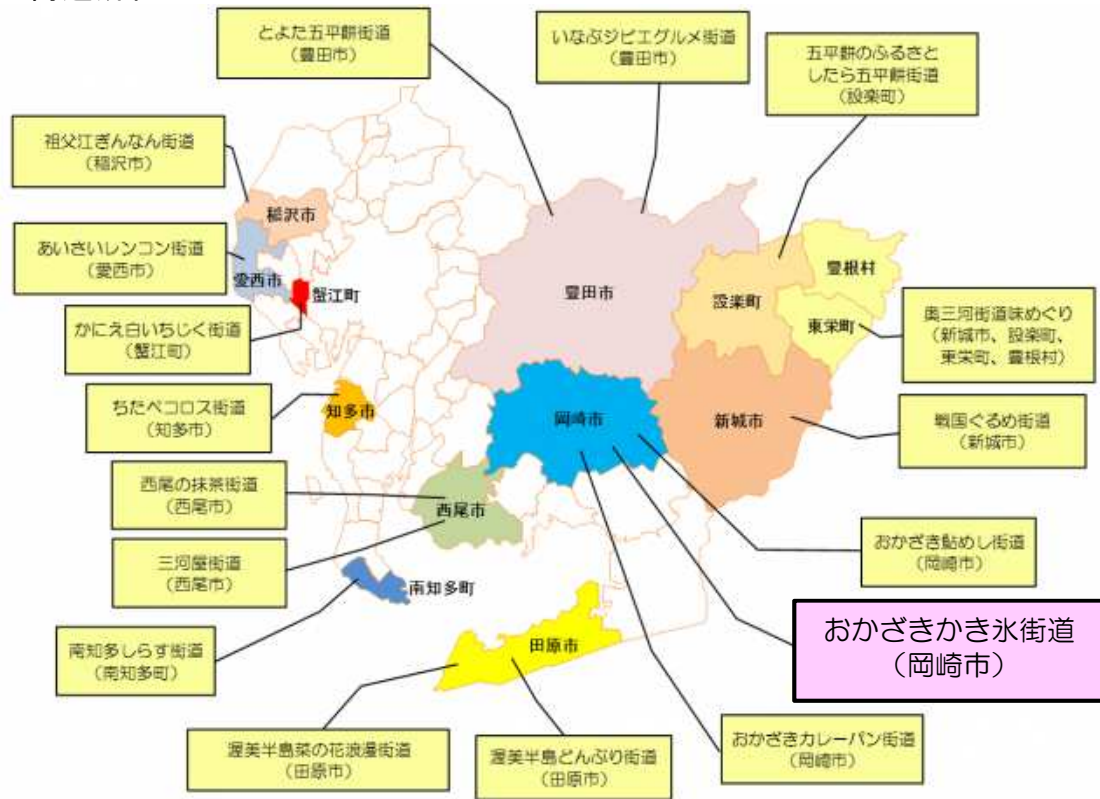 とよた五平餅街道
（豊田市）
いなぶジビエグルメ街道
（豊田市）
五平餅のふるさと
したら五平餅街道
（設楽町）
祖父江ぎんなん街道
（稲沢市）
稲沢市
あいさいレンコン街道
（愛西市）
愛西市
蟹江町
かにえ白いちじく街道
（蟹江町）
豊田市
設楽町
豊根村
東栄町
奥三河街道味めぐり
（新城市、設楽町、
東栄町、豊根村）
ちたペコロス街道
（知多市）
知多市
岡崎市
新城市
戦国ぐるめ街道
（新城市）
西尾の抹茶街道
（西尾市）
西尾市
三河屋街道
（西尾市）
おかざき鮎めし街道
（岡崎市）
南知多町
南知多しらす街道
（南知多町）
田原市
おかざきかき氷街道
（岡崎市）
渥美半島菜の花浪漫街道
（田原市）
渥美半島どんぶり街道
（田原市）
おかざきカレーパン街道
（岡崎市）